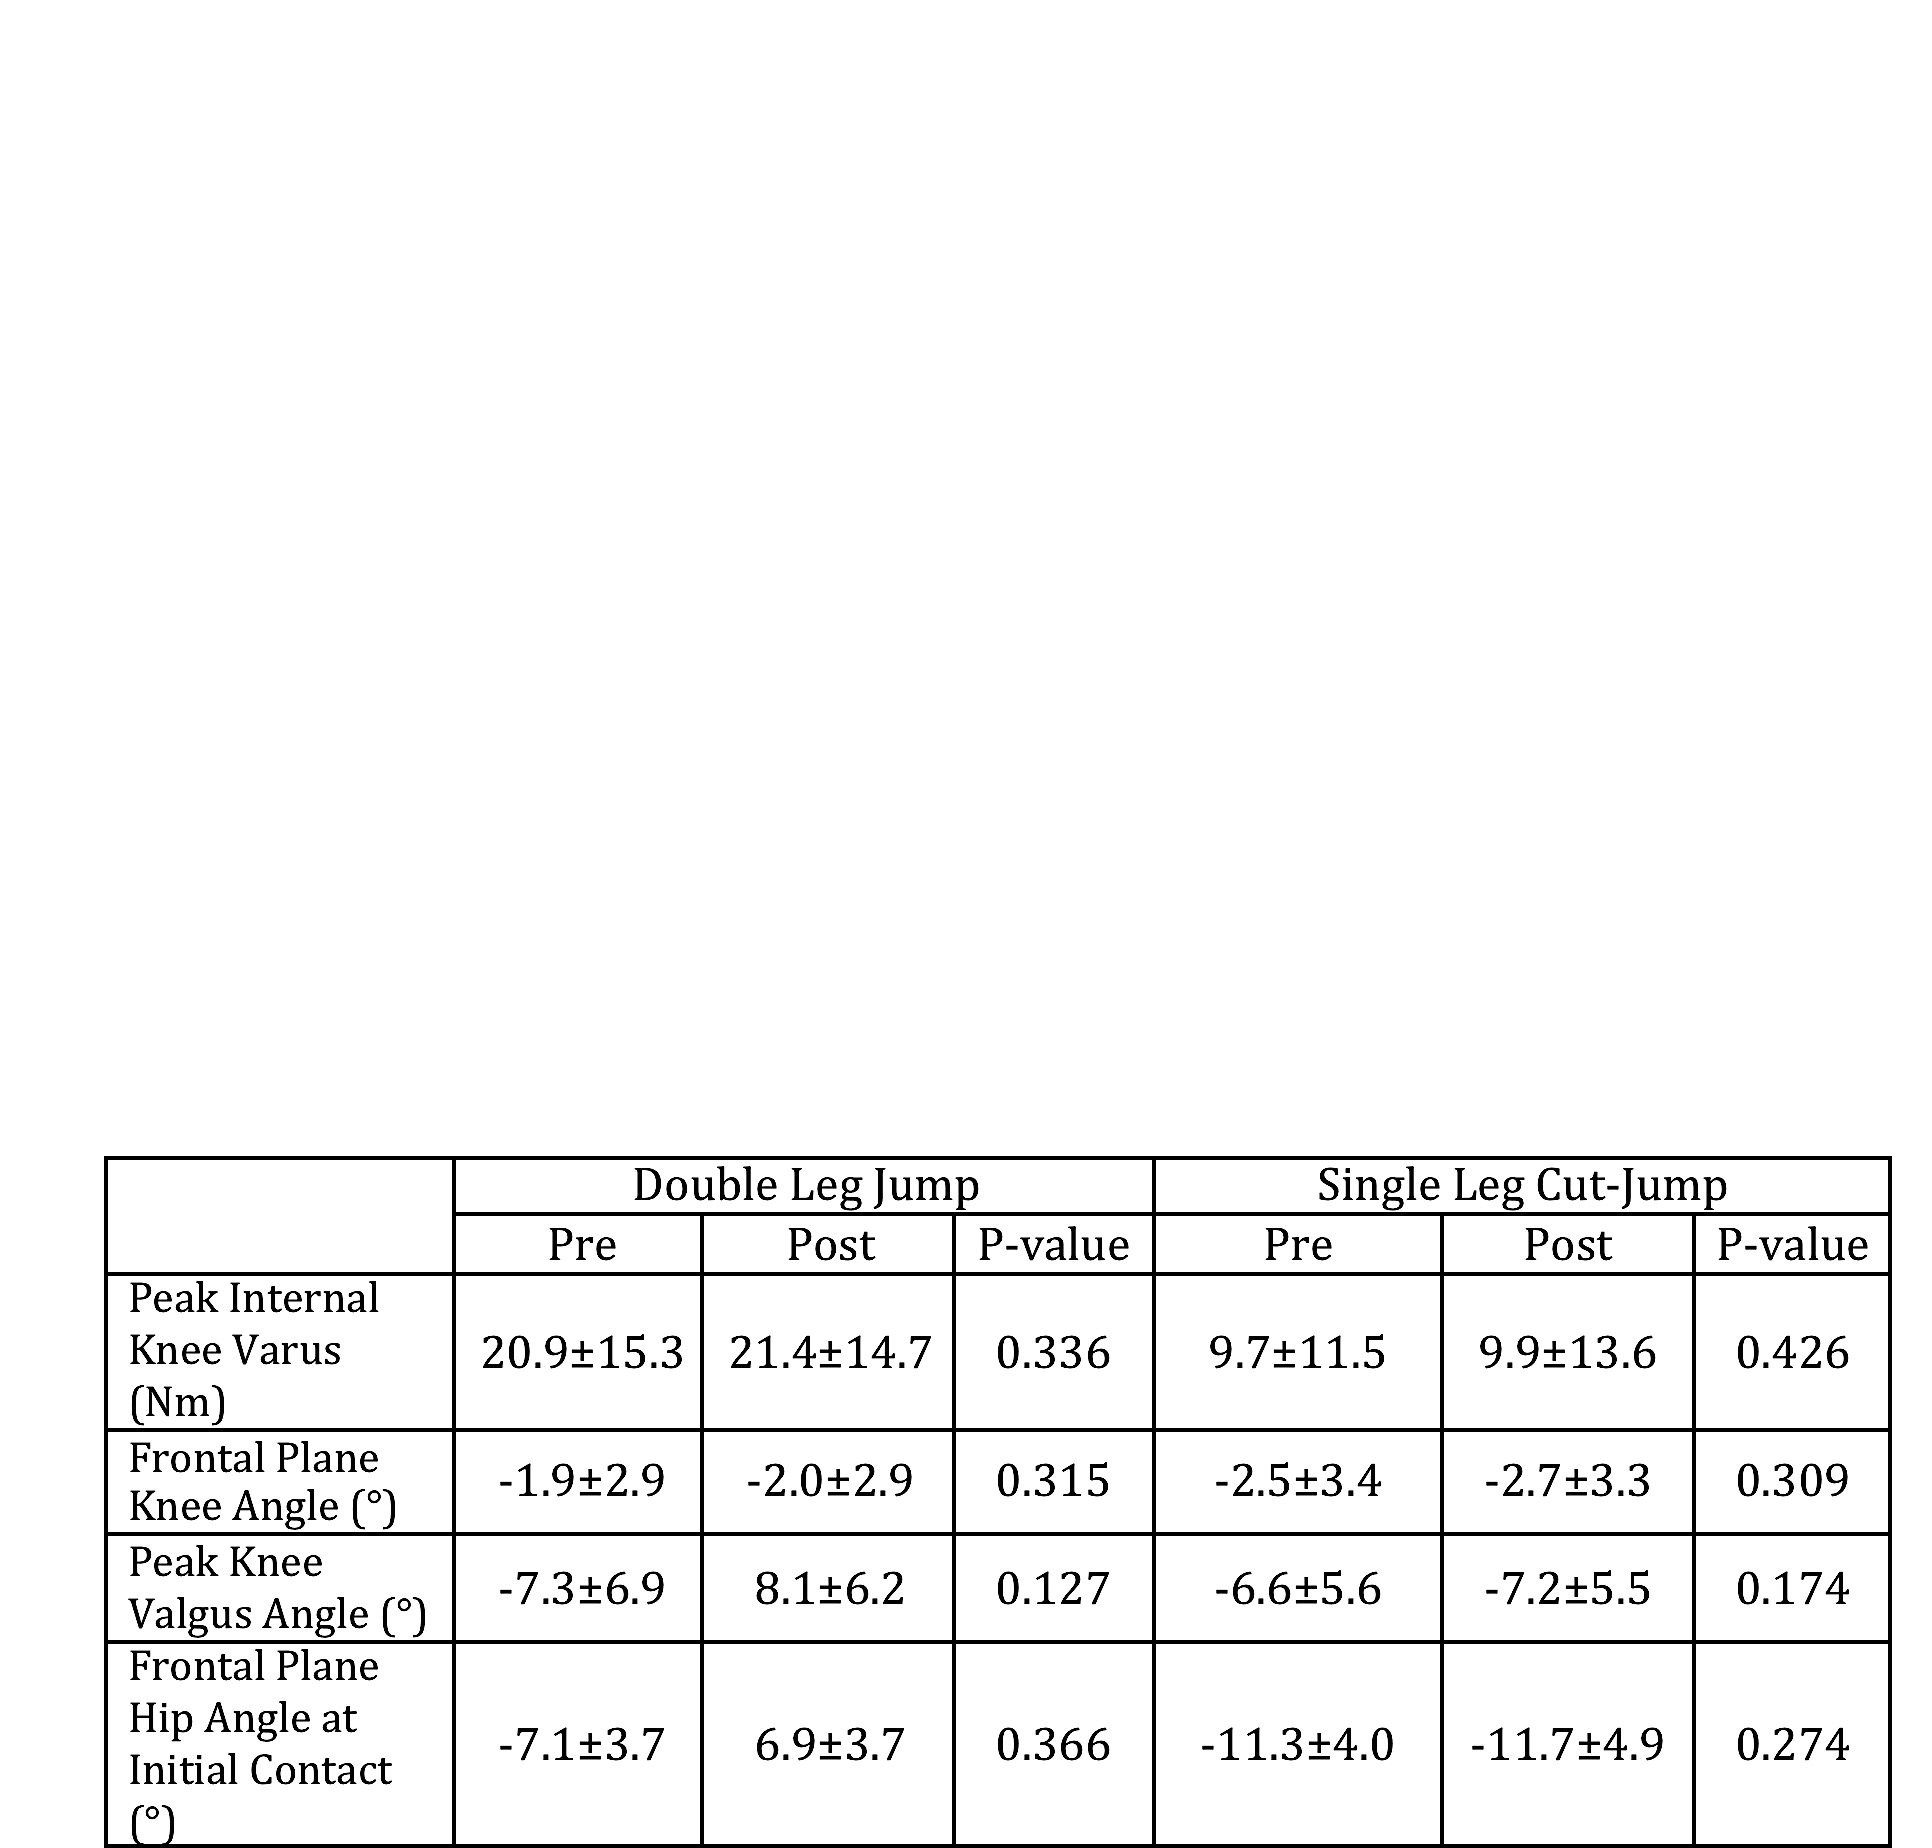 Double Leg Jump Single Leg Cut-Jump
Pre Post P-value Pre Post P-value
Peak Internal
Knee Varus
(Nm)
20.9±15.3 21.4±14.7 0.336 9.7±11.5 9.9±13.6 0.426
Frontal Plane
Knee Angle (°)
-1.9±2.9 -2.0±2.9 0.315 -2.5±3.4 -2.7±3.3 0.309
Peak Knee
Valgus Angle (°)
-7.3±6.9 8.1±6.2 0.127 -6.6±5.6 -7.2±5.5 0.174
Frontal Plane
Hip Angle at
Initial Contact
(°)
-7.1±3.7 6.9±3.7 0.366 -11.3±4.0 -11.7±4.9 0.274